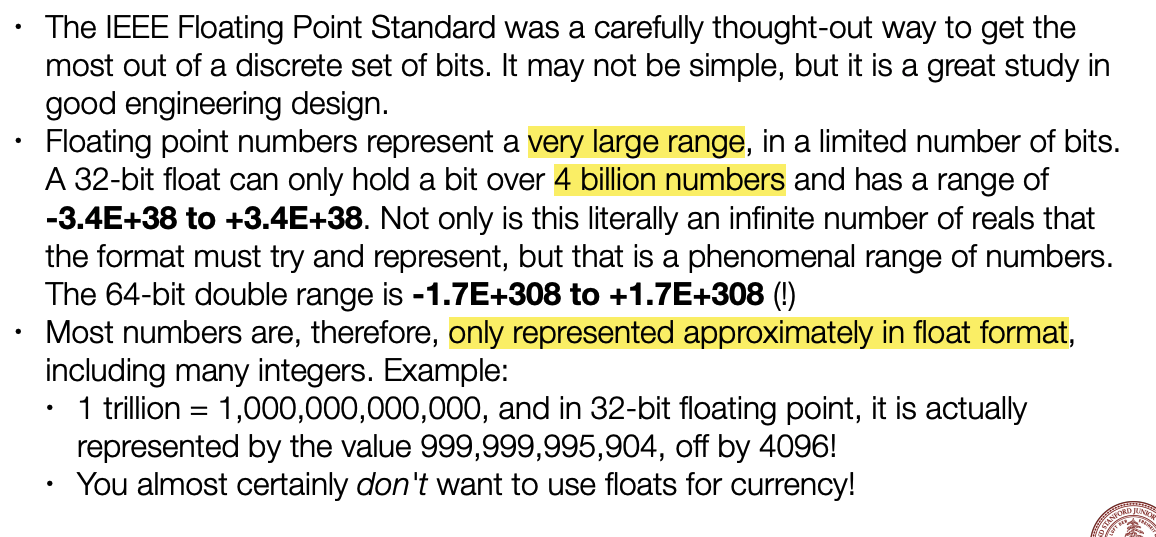 • The IEEE Floating Point Standard was a carefully thought-out way to get the
most out of a discrete set of bits. It may not be simple, but it is a great study in
good engineering design.
• Floating point numbers represent a very large range, in a limited number of bits.
A 32-bit float can only hold a bit over 4 billion numbers and has a range of
-3.4E+38 to +3.4E+38. Not only is this literally an infinite number of reals that
the format must try and represent, but that is a phenomenal range of numbers.
The 64-bit double range is -1.7E+308 to +1.7E+308 (!)
• Most numbers are, therefore, only represented approximately in float format,
including many integers. Example:
• 1 trillion = 1,000,000,000,000, and in 32-bit floating point, it is actually
represented by the value 999,999,995,904, off by 4096!
• You almost certainly don't want to use floats for currency!
STANFORD JUNIOR